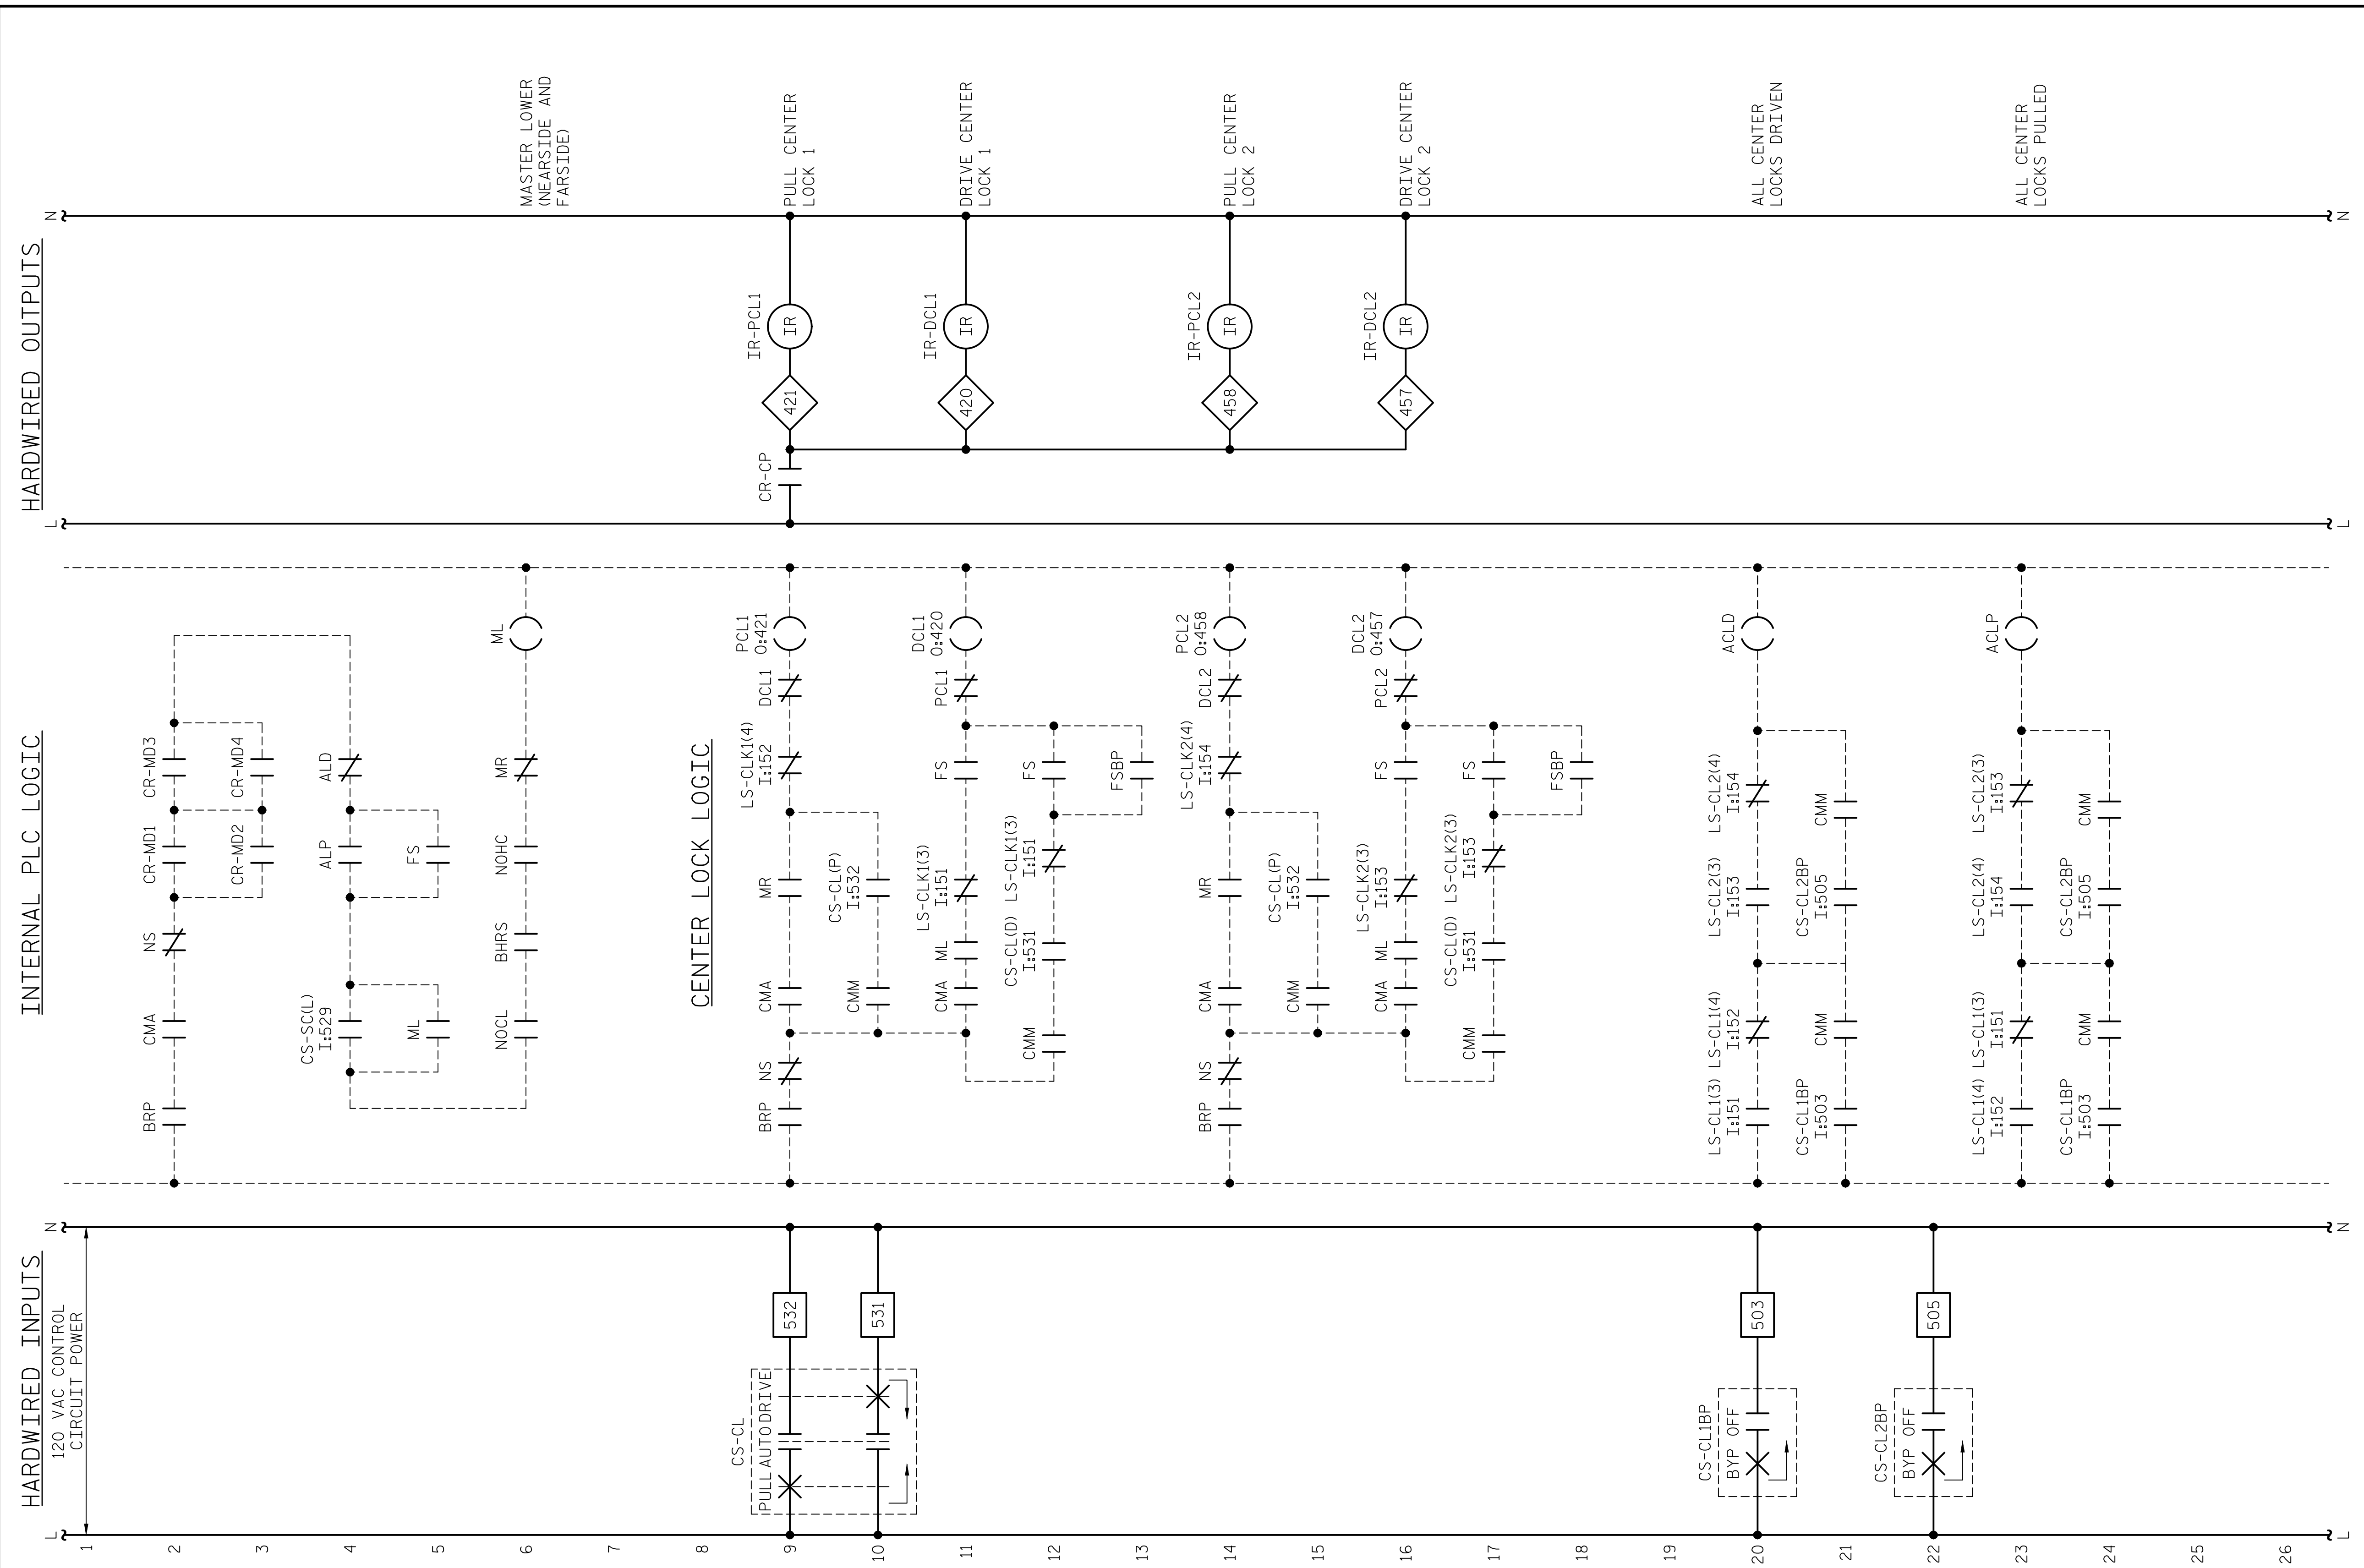 HARDWIRED INPUTS
120 VAC CONTROL
CIRCUIT POWER
INTERNAL PLC LOGIC
HARDWIRED OUTPUTS
L
N
L
N
1
2
BRP
CMA
NS
CR-MD1
CR-MD3
3
CR-MD2
CR-MD4
4
CS-SC(L)
I:529
ALP
ALD
5
ML
FS
6
NOCL
BHRS
NOHC
MR
ML
MASTER LOWER
(NEARSIDE AND
FARSIDE)
7
8
CENTER LOCK LOGIC
9
CS-CL
PULL AUTO DRIVE
532
BRP
NS
CMA
MR
LS-CLK1(4)
I:152
DCL1
PCL1
O:421
CR-CP
421
IR-PCL1
IR
PULL CENTER
LOCK 1
10
531
CMM
CS-CL(P)
I:532
11
CMA
ML
LS-CLK1(3)
I:151
FS
PCL1
DCL1
O:420
420
IR-DCL1
IR
DRIVE CENTER
LOCK 1
12
CMM
CS-CL(D)
I:531
LS-CLK1(3)
I:151
FS
13
FSBP
14
BRP
NS
CMA
MR
LS-CLK2(4)
I:154
DCL2
PCL2
O:458
458
IR-PCL2
IR
PULL CENTER
LOCK 2
15
CMM
CS-CL(P)
I:532
16
CMA
ML
LS-CLK2(3)
I:153
FS
PCL2
DCL2
O:457
457
IR-DCL2
IR
DRIVE CENTER
LOCK 2
17
CMM
CS-CL(D)
I:531
LS-CLK2(3)
I:153
FS
18
FSBP
19
20
CS-CL1BP
BYP OFF
503
LS-CL1(3)
I:151
LS-CL1(4)
I:152
LS-CL2(3)
I:153
LS-CL2(4)
I:154
ACLD
ALL CENTER
LOCKS DRIVEN
21
CS-CL1BP
I:503
CMM
CS-CL2BP
I:505
CMM
22
CS-CL2BP
BYP OFF
505
23
LS-CL1(4)
I:152
LS-CL1(3)
I:151
LS-CL2(4)
I:154
LS-CL2(3)
I:153
ACLP
ALL CENTER
LOCKS PULLED
24
CS-CL1BP
I:503
CMM
CS-CL2BP
I:505
CMM
25
26
L
N
L
N